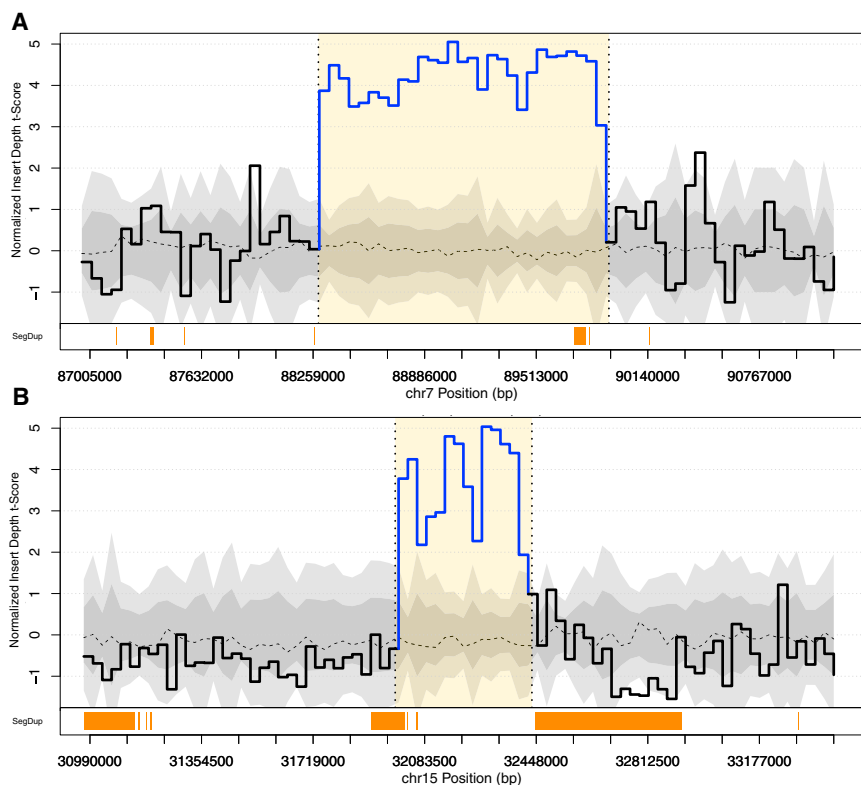 A
Normalized Insert Depth t-Score
5
4
3
2
1
0
−1
SegDup
87005000 87632000 88259000 88886000 89513000 90140000 90767000
chr7 Position (bp)
B
Normalized Insert Depth t-Score
5
4
3
2
1
0
−1
SegDup
30990000 31354500 31719000 32083500 32448000 32812500 33177000
chr15 Position (bp)